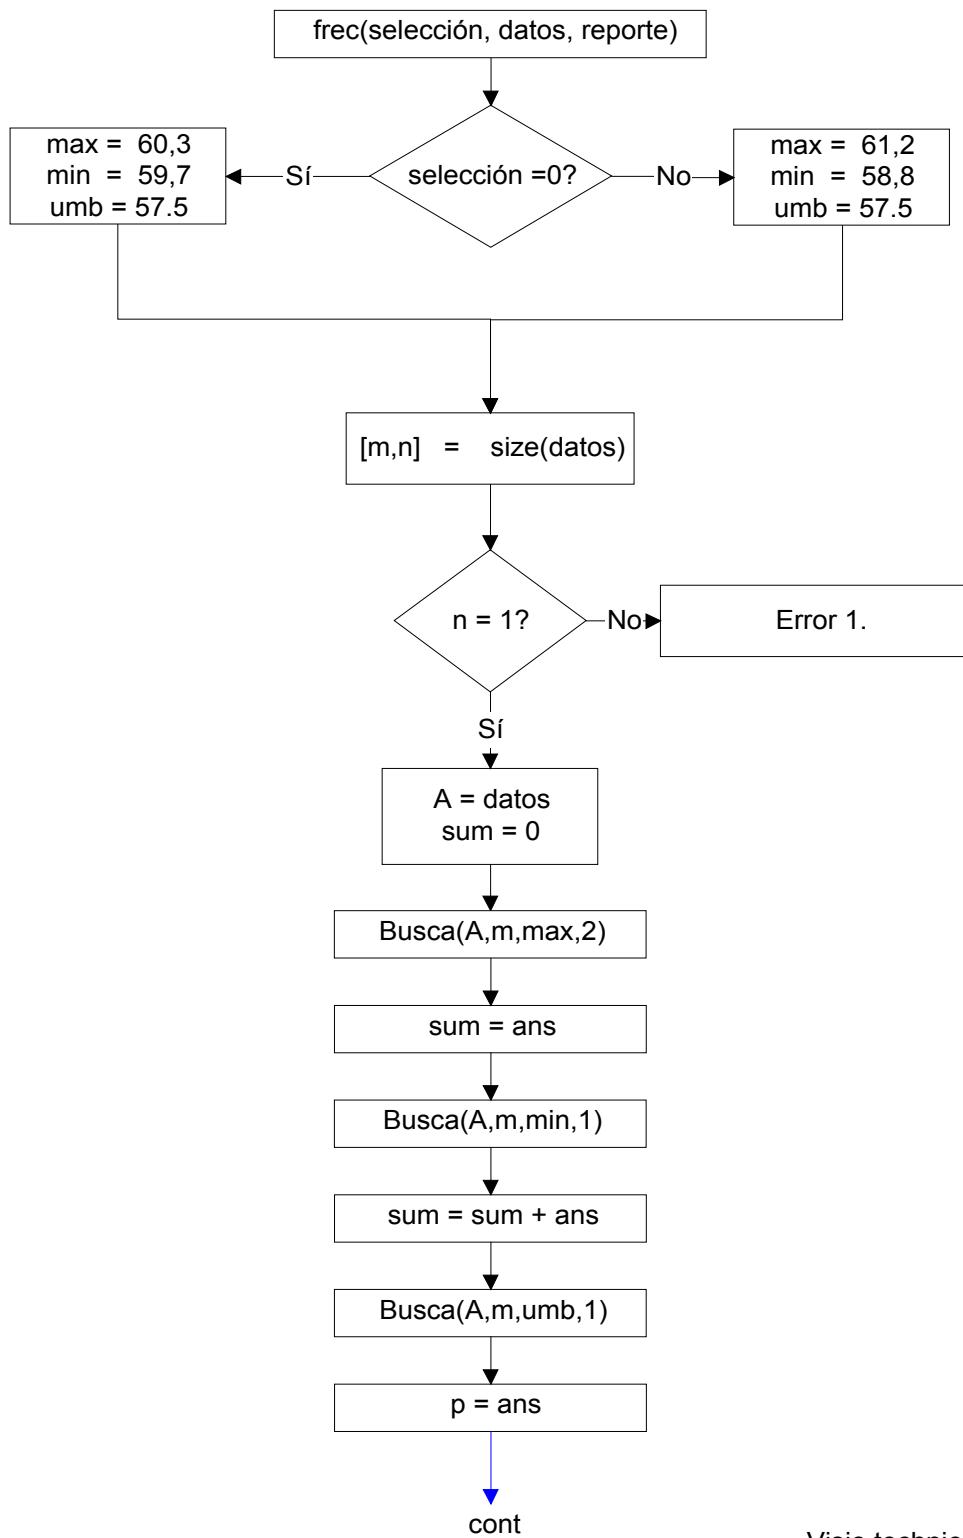 frec(selección, datos, reporte)
max = 60,3
min = 59,7
umb = 57.5
Sí
selección =0?
No
max = 61,2
min = 58,8
umb = 57.5
[m,n] = size(datos)
n = 1?
No
Error 1.
Sí
A = datos
sum = 0
Busca(A,m,max,2)
sum = ans
Busca(A,m,min,1)
sum = sum + ans
Busca(A,m,umb,1)
p = ans
cont